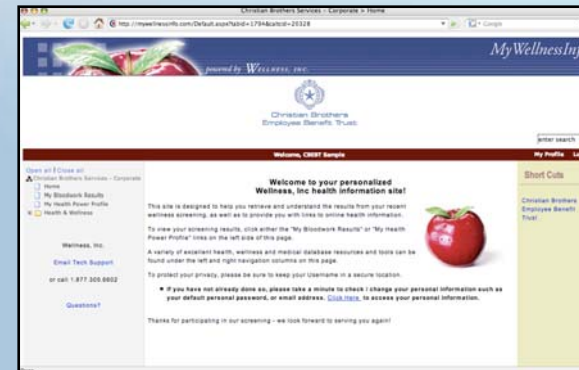 Christian Brothers Services - Corporate > Home
http://mywellnessinfo.com/Default.aspx?tabid=1794&alscid=20328
Google
MyWellnessInf
powered by WELLNESS, INC.
Christian Brothers
Employee Benefit Trust
enter search
Welcome, CBEBT Sample
My Profile
Open all | Close all
Christian Brothers Services - Corporate
Home
My Bloodwork Results
My Health Power Profile
Health & Wellness
Wellness, Inc.
Email Tech Support
or call 1.877.305.6602
Questions?
Welcome to your personalized
Wellness, Inc health information site!
This site is designed to help you retrieve and understand the results from your recent
wellness screening, as well as to provide you with links to online health information.
To view your screening results, click either the "My Bloodwork Results" or "My Health
Power Profile" links on the left side of this page.
A variety of excellent health, wellness and medical database resources and tools can be
found under the left and right navigation columns on this page.
To protect your privacy, please be sure to keep your Username in a secure location.
If you have not already done so, please take a minute to check / change your personal information such as
your default personal password, or email address. Click Here to access your personal information.
Thanks for participating in our screening - we look forward to serving you again!
Short Cuts
Christian Brothers
Employee Benefit
Trust